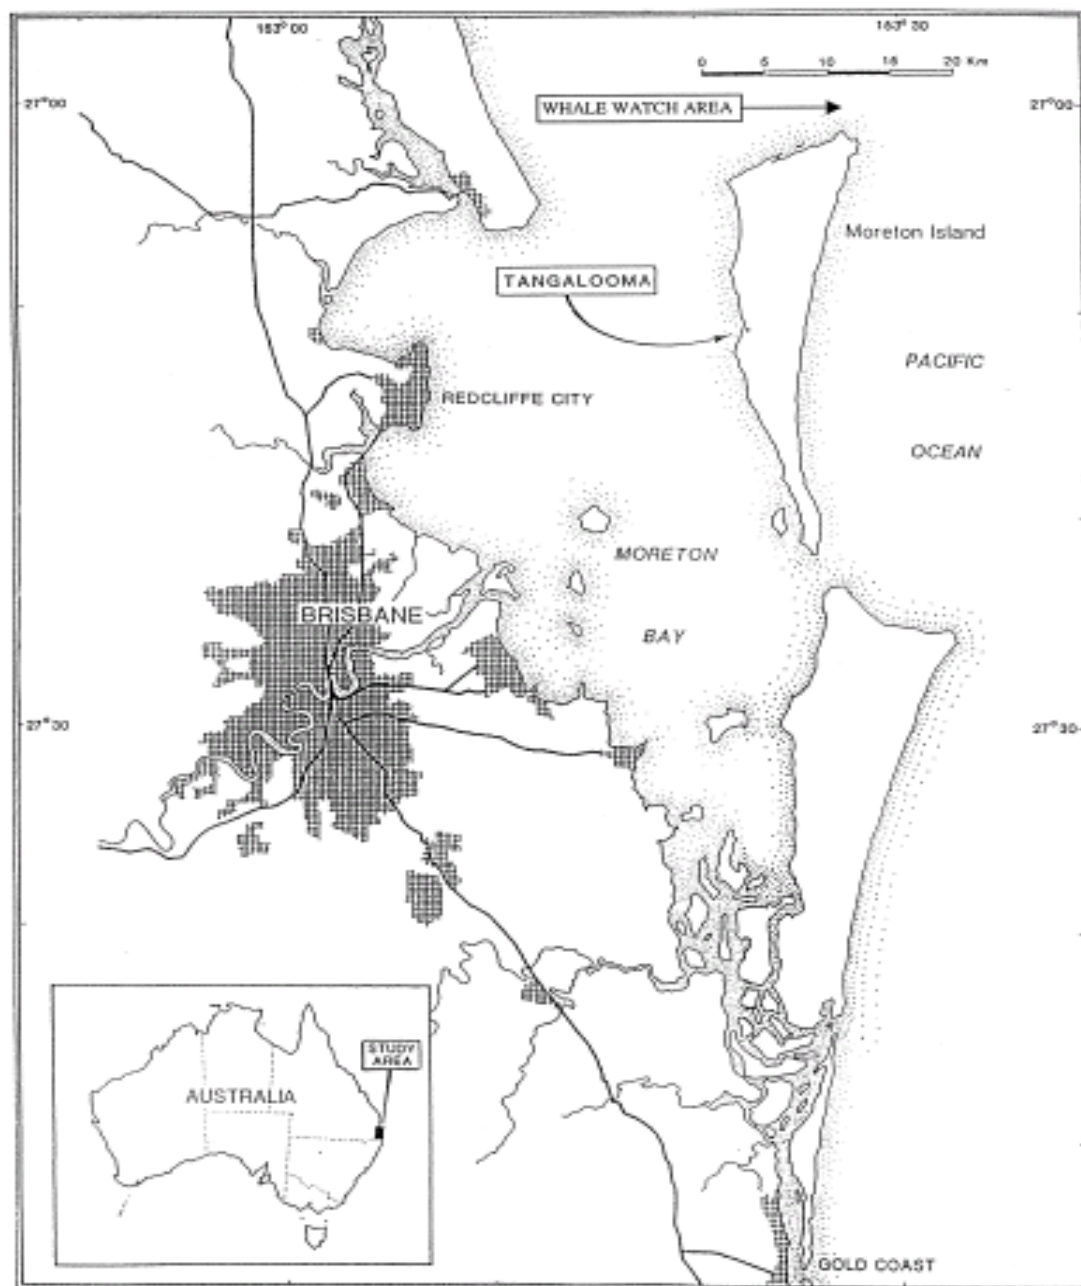 153° 00
153° 30
0 5 10 15 20 Km
27° 00
27° 00
WHALE WATCH AREA
Moreton Island
TANGALOOMA
PACIFIC
REDCLIFFE CITY
OCEAN
MORETON
BRISBANE
BAY
27° 30
27° 30
STUDY
AREA
AUSTRALIA
GOLD COAST